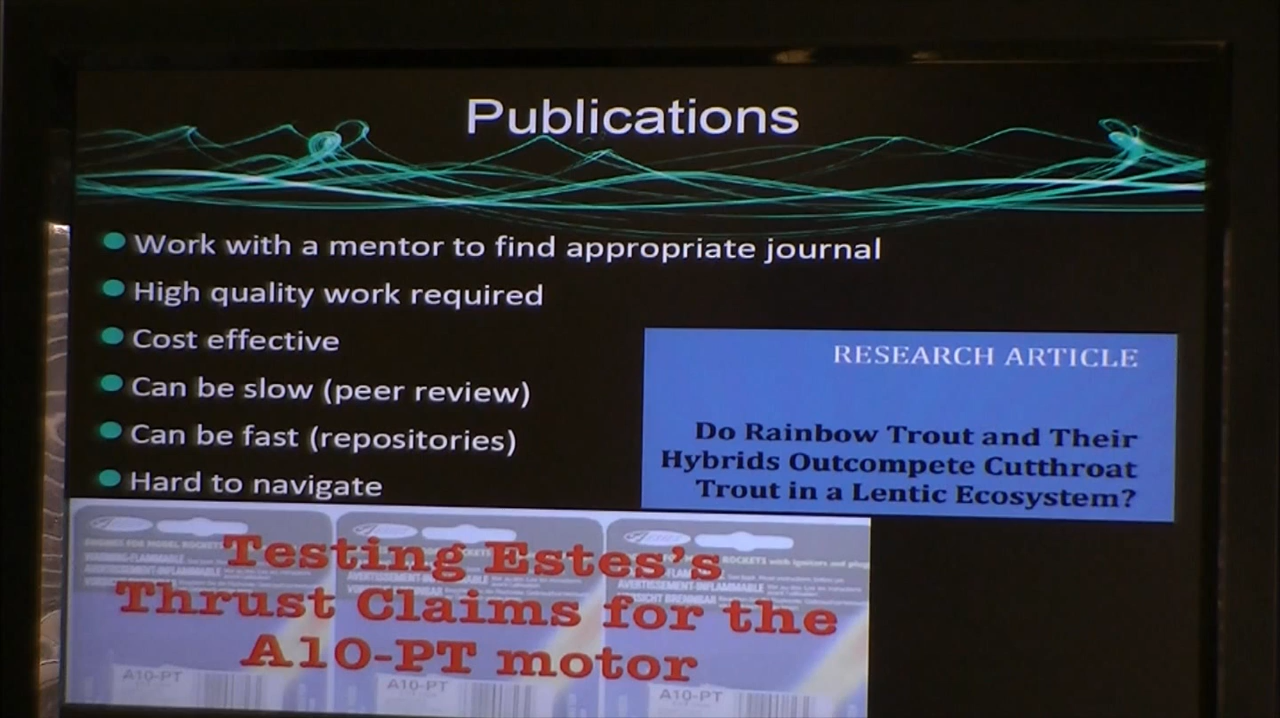 Publications
Work with a mentor to find appropriate journal
High quality work required
Cost effective
Can be slow (peer review)
Can be fast (repositories)
Hard to navigate
RESEARCH ARTICLE
Do Rainbow Trout and Their
Hybrids Outcompete Cutthroat
Trout in a Lentic Ecosystem?
Testing Estes's
Thrust Claims for the
A10-PT motor
A10-PT
A10-PT
A10-PT